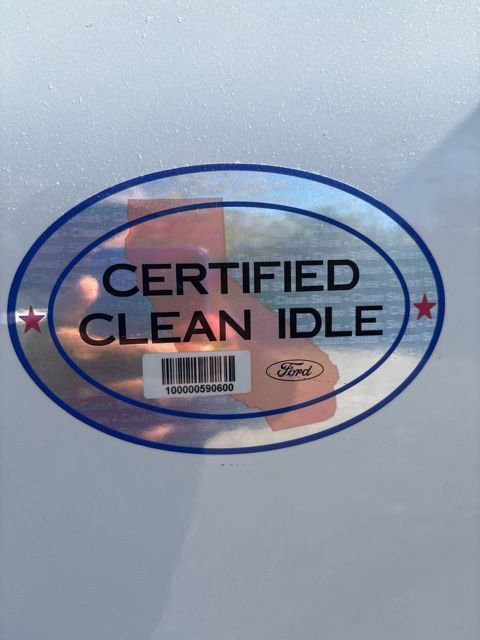 CERTIFIED
CLEAN IDLE
100000590600
Ford